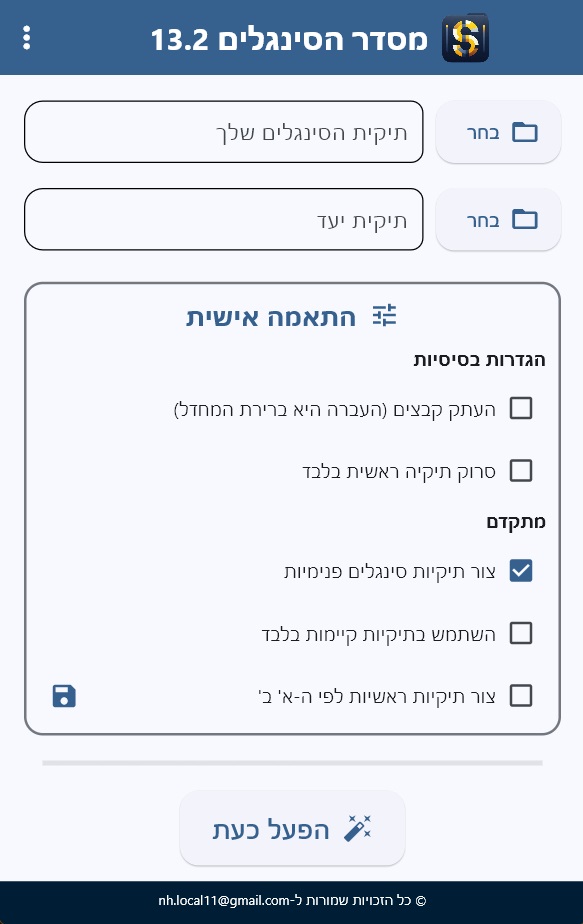 מסדר הסינגלים 13.2
בחר
תיקית הסינגלים שלך
בחר
תיקית יעד
התאמה אישית
הגדרות בסיסיות
העתק קבצים (העברה היא ברירת המחדל)
סרוק תיקיה ראשית בלבד
מתקדם
צור תיקיות סינגלים פנימיות
השתמש בתיקיות קיימות בלבד
צור תיקיות ראשיות לפי ה-א' ב'
הפעל כעת
© כל הזכויות שמורות ל-nh.local11@gmail.com